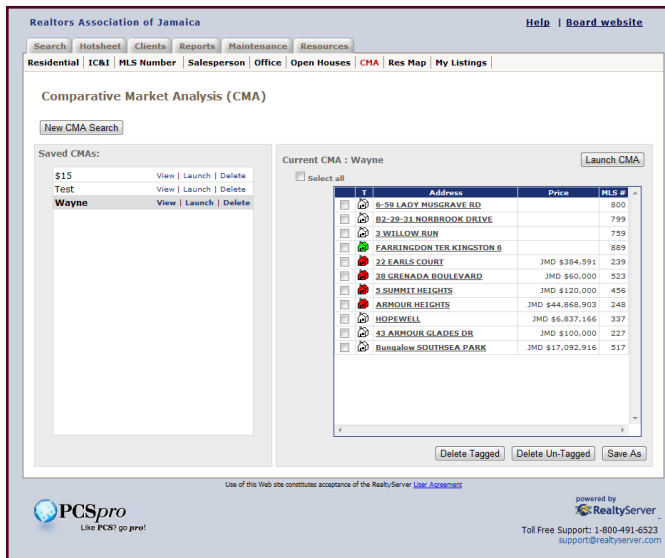 Realtors Association of Jamaica
Help | Board website
Search Hotsheet Clients Reports Maintenance Resources
Residential | IC&I | MLS Number | Salesperson | Office | Open Houses | CMA | Res Map | My Listings |
Comparative Market Analysis (CMA)
New CMA Search
Saved CMAs:
$15 View | Launch | Delete
Test View | Launch | Delete
Wayne View | Launch | Delete
Current CMA : Wayne
Launch CMA
Select all
T Address Price MLS #
6-59 LADY MUSGRAVE RD 800
B2-29-31 NORBROOK DRIVE 799
3 WILLOW RUN 759
FARRINGDON TER KINGSTON 6 889
22 EARLS COURT JMD $384,591 239
38 GRENADA BOULEVARD JMD $60,000 523
5 SUMMIT HEIGHTS JMD $120,000 456
ARMOUR HEIGHTS JMD $44,868,903 248
HOPEWELL JMD $6,837,166 337
43 ARMOUR GLADES DR JMD $100,000 227
Bungalow SOUTHSEA PARK JMD $17,092,916 517
Delete Tagged Delete Un-Tagged Save As
Use of this Web site constitutes acceptance of the RealtyServer User Agreement
PCSpro
Like PCS? go pro!
powered by
RealtyServer
Toll Free Support: 1-800-491-6523
support@realtyserver.com